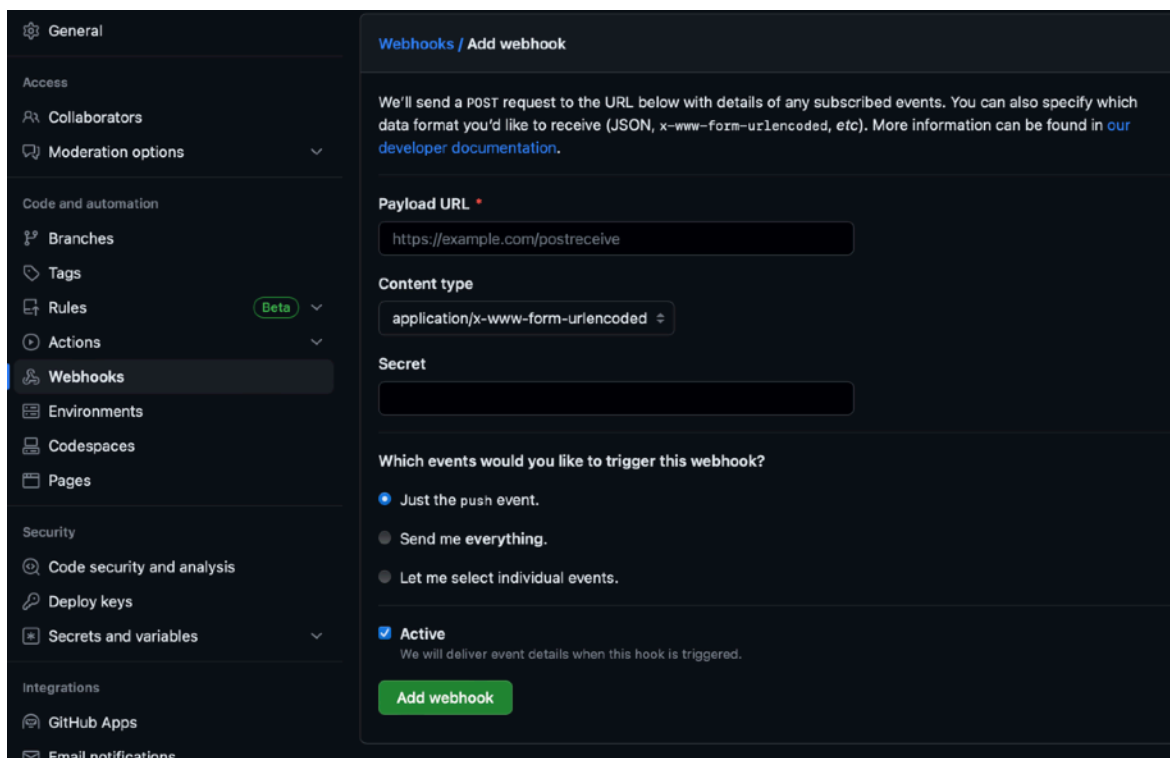 General
Access
Collaborators
Moderation options
Code and automation
Branches
Tags
Rules Beta
Actions
Webhooks
Environments
Codespaces
Pages
Security
Code security and analysis
Deploy keys
Secrets and variables
Integrations
GitHub Apps
Email notifications
Webhooks / Add webhook
We'll send a POST request to the URL below with details of any subscribed events. You can also specify which
data format you'd like to receive (JSON, x-www-form-urlencoded, etc). More information can be found in our
developer documentation.
Payload URL *
https://example.com/postreceive
Content type
application/x-www-form-urlencoded
Secret
Which events would you like to trigger this webhook?
Just the push event.
Send me everything.
Let me select individual events.
Active
We will deliver event details when this hook is triggered.
Add webhook